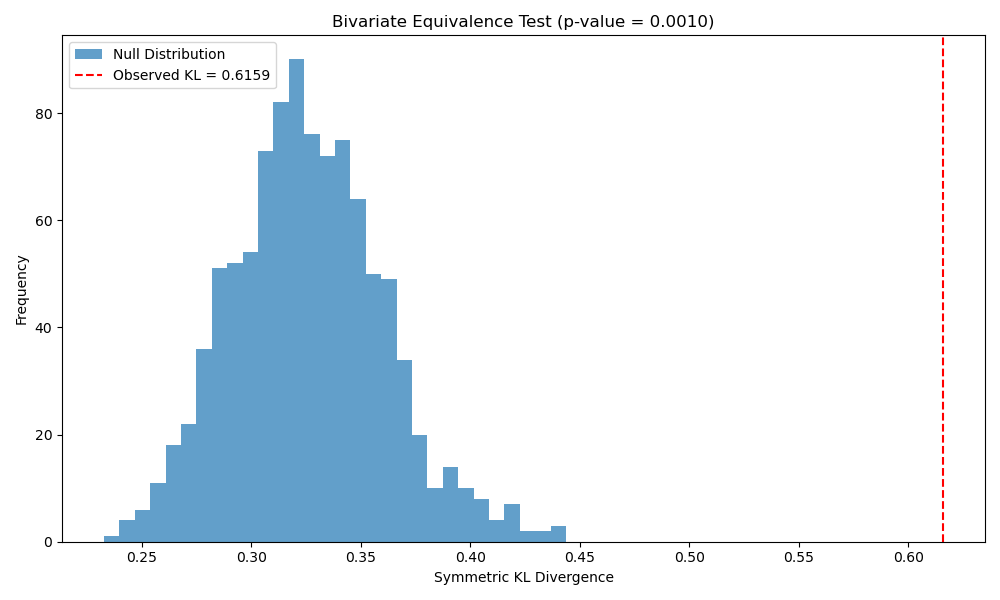 Bivariate Equivalence Test (p-value = 0.0010)
Null Distribution
Observed KL = 0.6159
Frequency
80
60
40
20
0
0.25 0.30 0.35 0.40 0.45 0.50 0.55 0.60
Symmetric KL Divergence